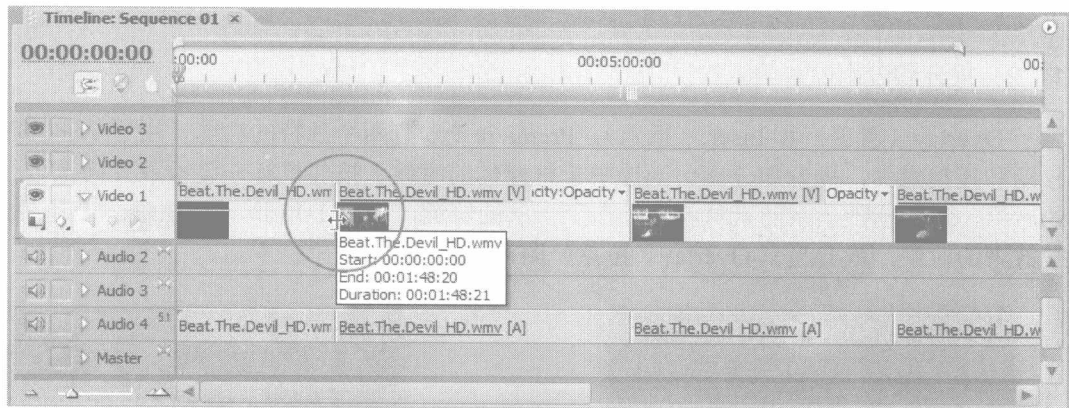 Timeline: Sequence 01 ×
00:00:00:00
:00:00
00:05:00:00
00:
Video 3
Video 2
Video 1
Beat.The.Devil_HD.wm
Beat.The.Devil_HD.wmv [V] icity:Opacity
Beat.The.Devil_HD.wmv [V] Opacity
Beat.The.Devil_HD.w
Beat.The.Devil_HD.wmv
Start: 00:00:00:00
End: 00:01:48:20
Duration: 00:01:48:21
Audio 2
Audio 3
Audio 4 5.1
Beat.The.Devil_HD.wm
Beat.The.Devil_HD.wmv [A]
Beat.The.Devil_HD.wmv [A]
Beat.The.Devil_HD.w
Master